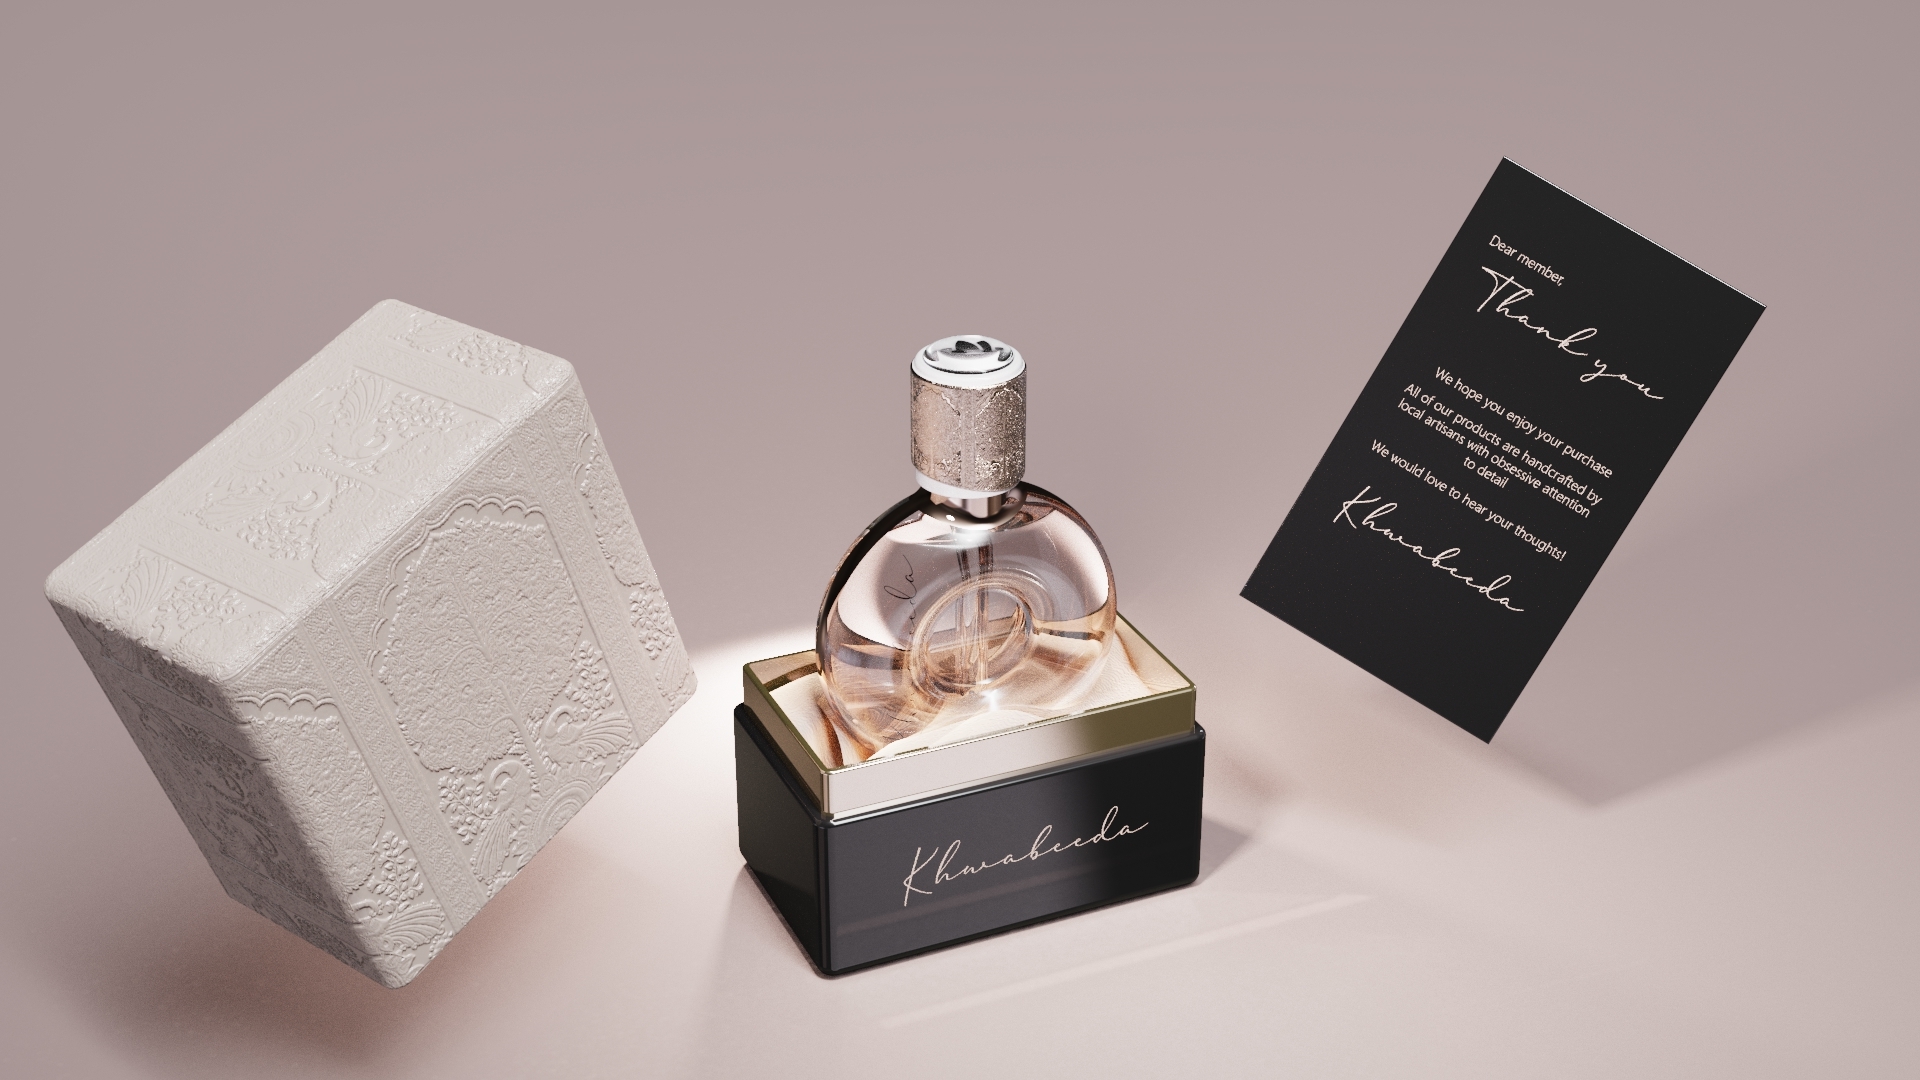 Dear member,
Thank you
We hope you enjoy your purchase
All of our products are handcrafted by
local artisans with obsessive attention
to detail
We would love to hear your thoughts!
Khwabeeda
Khwabeeda